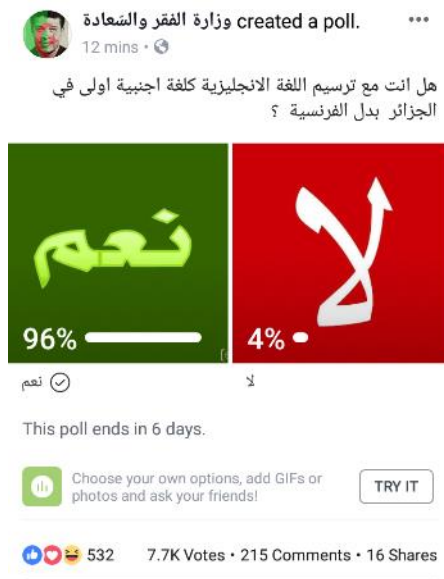 وزارة الفقر والسّعادة created a poll.
12 mins ·
هل انت مع ترسيم اللغة الانجليزية كلغة اجنبية اولى في
الجزائر بدل الفرنسية ؟
نعم
لا
96%
4%
نعم
لا
This poll ends in 6 days.
Choose your own options, add GIFs or
photos and ask your friends!
TRY IT
532 7.7K Votes · 215 Comments · 16 Shares